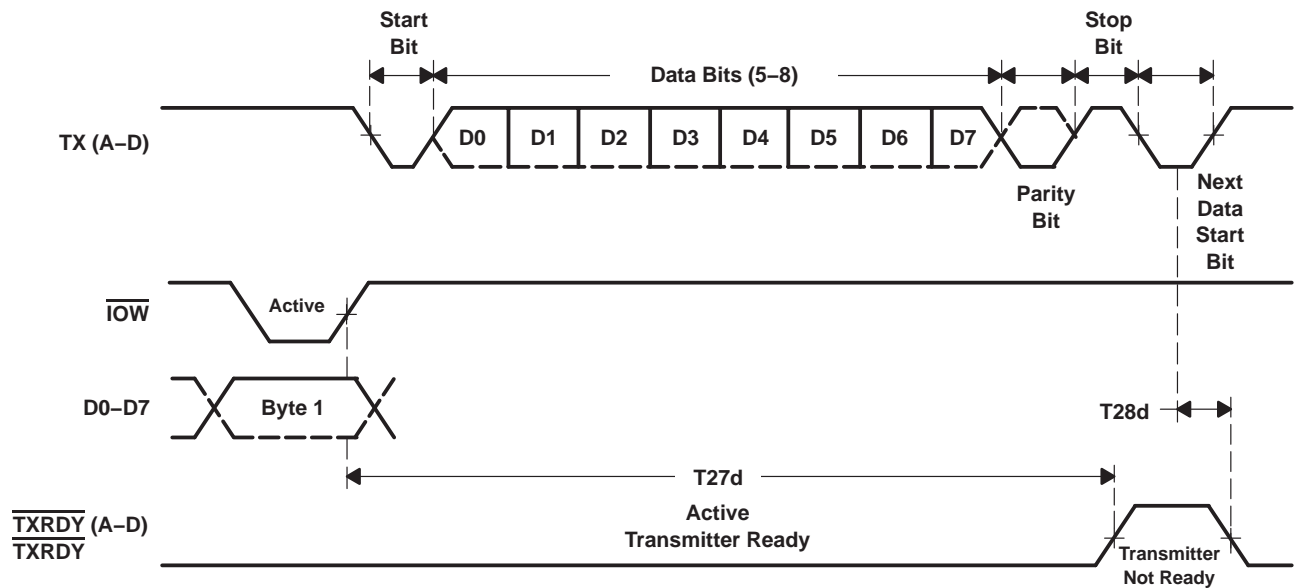 Start
Bit
Data Bits (5–8)
Stop
Bit
TX (A–D)
D0 D1 D2 D3 D4 D5 D6 D7
Parity
Bit
Next
Data
Start
Bit
IOW
Active
D0–D7
Byte 1
T28d
T27d
TXRDY (A–D)
TXRDY
Active
Transmitter Ready
Transmitter
Not Ready